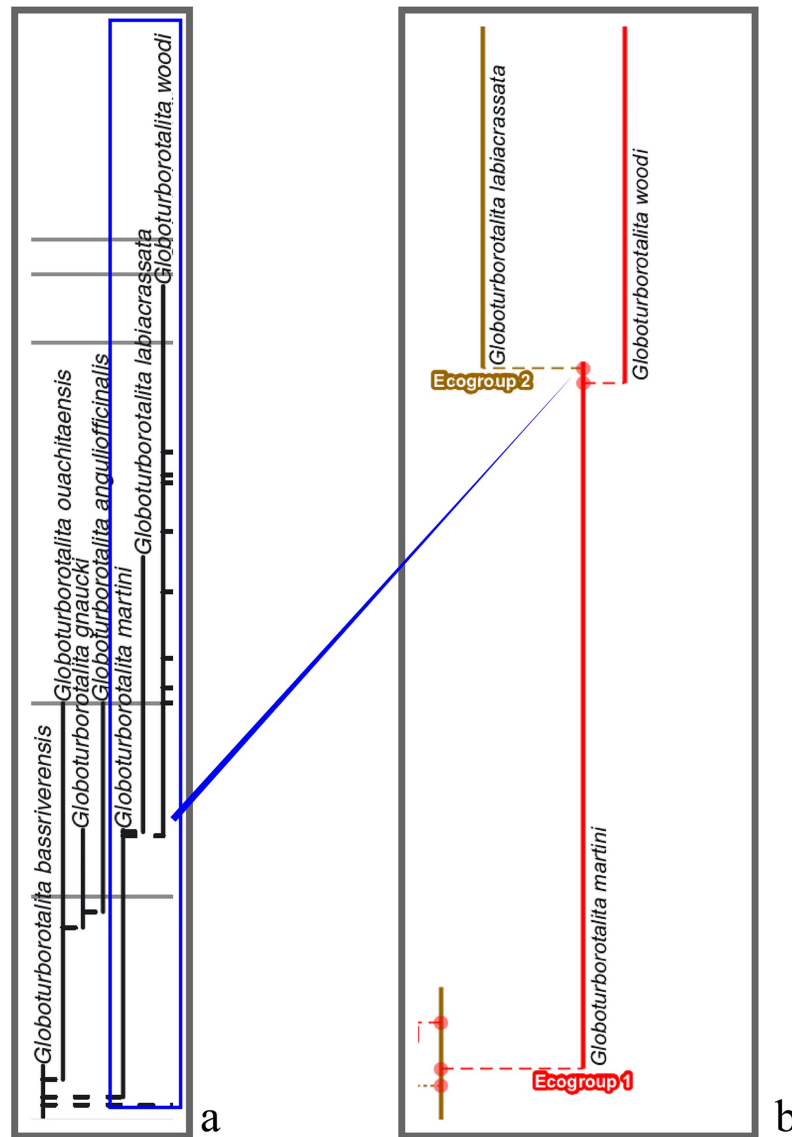 Globoturborotalita bassriverensis
Globoturborotalita ouachitaensis
Globoturborotalita gnaucki
Globoturborotalita anguliofficinalis
Globoturborotalita martini
Globoturborotalita labiacrassata
Globoturborotalita woodi
a
Globoturborotalita labiacrassata
Globoturborotalita woodi
Ecogroup 2
Globoturborotalita martini
Ecogroup 1
b